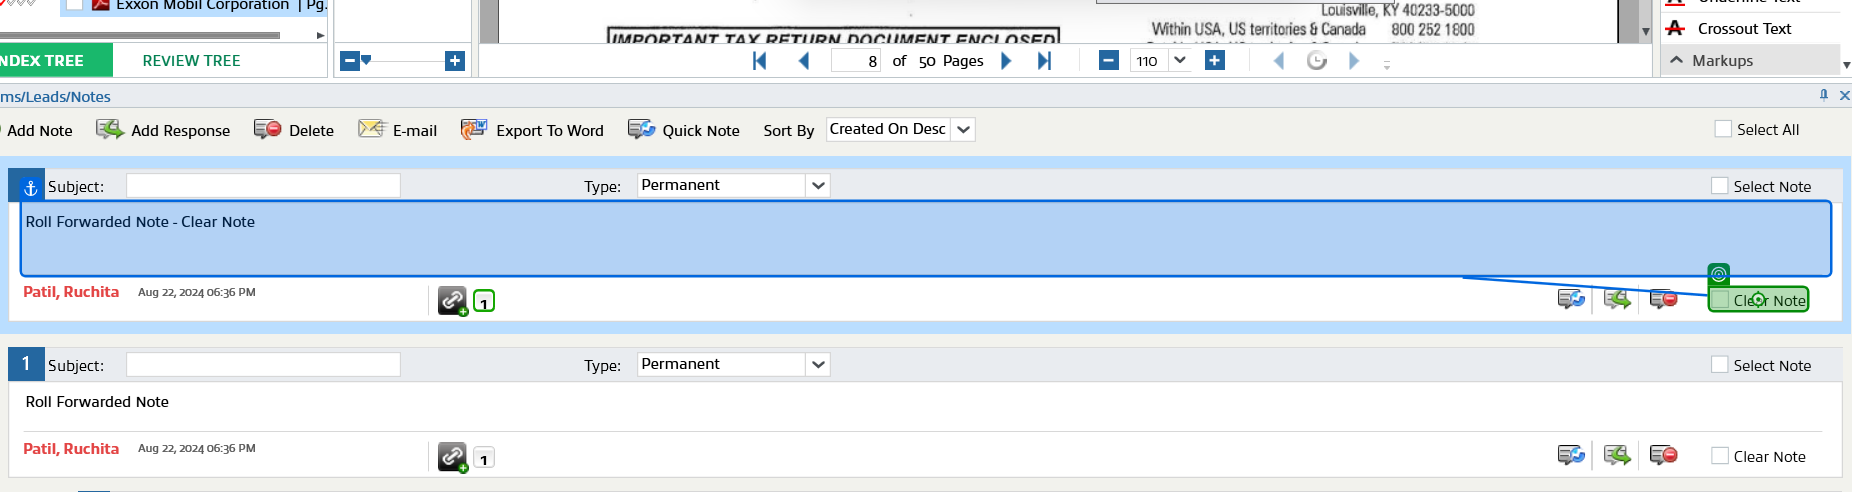 Exxon Mobil Corporation | Pg.
NDEX TREE
REVIEW TREE
IMPORTANT TAX RETURN DOCUMENT ENCLOSED
Louisville, KY 40233-5000
Within USA, US territories & Canada 800 252 1800
8 of 50 Pages
110
Underline Text
Crossout Text
Markups
ms/Leads/Notes
Add Note Add Response Delete E-mail Export To Word Quick Note Sort By Created On Desc Select All
Subject: Type: Permanent Select Note
Roll Forwarded Note - Clear Note
Patil, Ruchita Aug 22, 2024 06:36 PM 1 Clear Note
1 Subject: Type: Permanent Select Note
Roll Forwarded Note
Patil, Ruchita Aug 22, 2024 06:36 PM 1 Clear Note